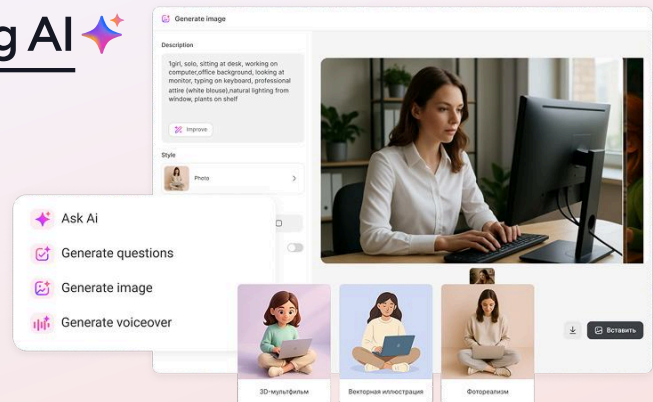 g AI
Generate image
Description
1girl, solo, sitting at desk, working on
computer,office background, looking at
monitor, typing on keyboard, professional
attire (white blouse),natural lighting from
window, plants on shelf
Improve
Style
Photo
Ask Ai
Generate questions
Generate image
Generate voiceover
Вставить
3D-мультфильм
Векторная иллюстрация
Фотореализм